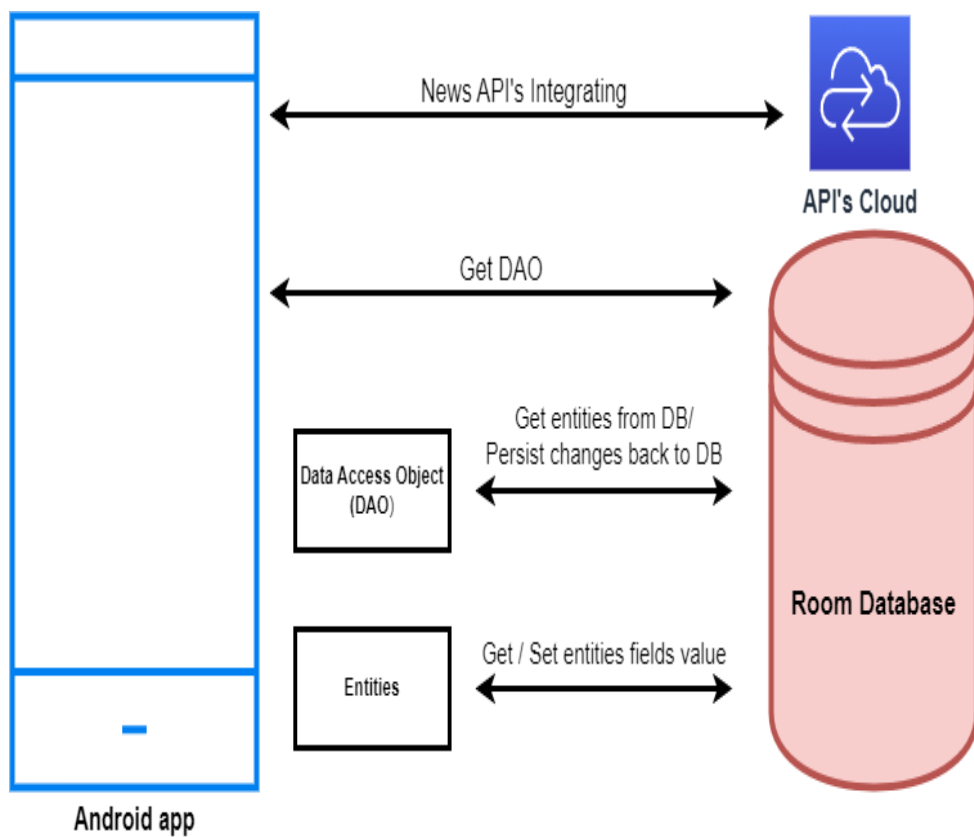 News API's Integrating
API's Cloud
Get DAO
Get entities from DB/
Persist changes back to DB
Data Access Object
(DAO)
Room Database
Get / Set entities fields value
Entities
Android app